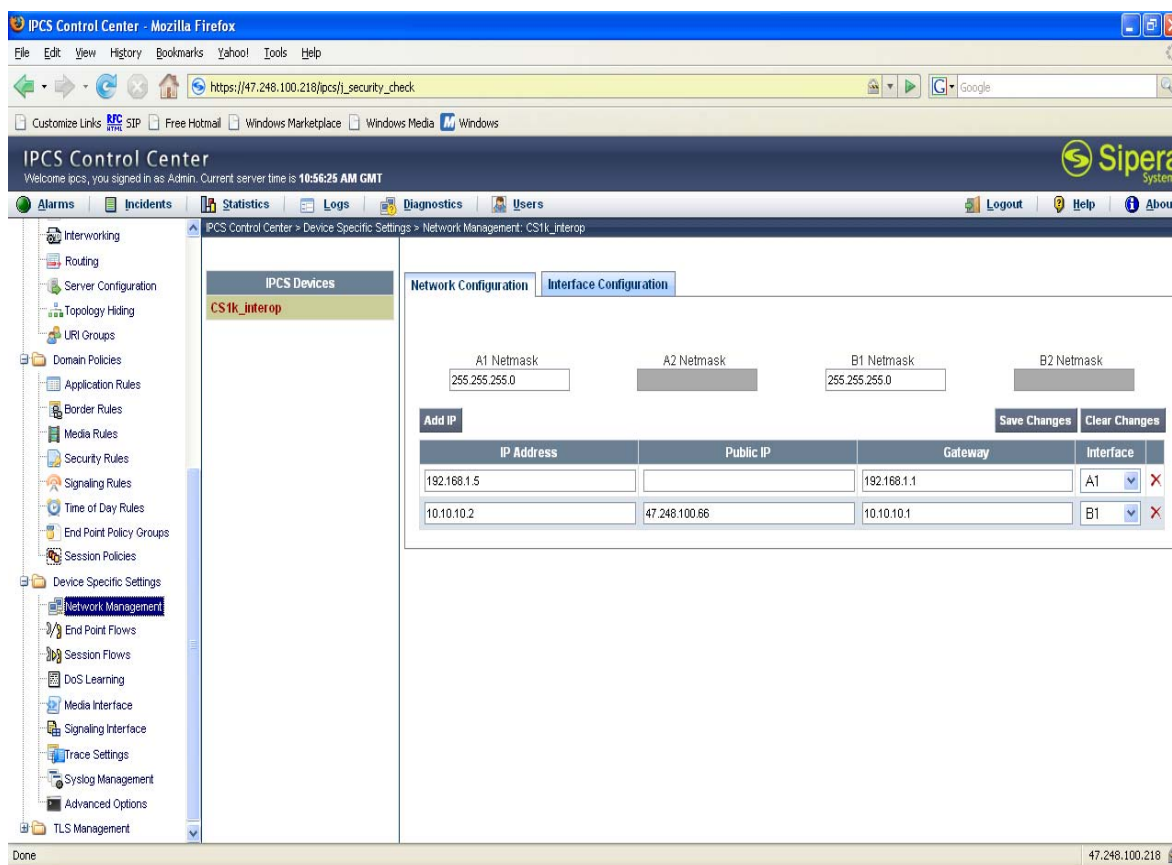 IPCS Control Center - Mozilla Firefox
File Edit View History Bookmarks Yahoo! Tools Help
https://47.248.100.218/ipcs/j_security_check
G Google
Customize Links RFC HTML SIP Free Hotmail Windows Marketplace Windows Media Windows
IPCS Control Center
Welcome ipcs, you signed in as Admin. Current server time is 10:56:25 AM GMT
Sipera
System
Alarms Incidents Statistics Logs Diagnostics Users Logout Help Abou
IPCS Control Center > Device Specific Settings > Network Management: CS1k_interop
Interworking
Routing
Server Configuration
Topology Hiding
URI Groups
Domain Policies
Application Rules
Border Rules
Media Rules
Security Rules
Signaling Rules
Time of Day Rules
End Point Policy Groups
Session Policies
Device Specific Settings
Network Management
End Point Flows
Session Flows
DoS Learning
Media Interface
Signaling Interface
Trace Settings
Syslog Management
Advanced Options
TLS Management
IPCS Devices
CS1k_interop
Network Configuration Interface Configuration
A1 Netmask A2 Netmask B1 Netmask B2 Netmask
255.255.255.0 255.255.255.0
Add IP Save Changes Clear Changes
IP Address Public IP Gateway Interface
192.168.1.5 192.168.1.1 A1
10.10.10.2 47.248.100.66 10.10.10.1 B1
Done 47.248.100.218